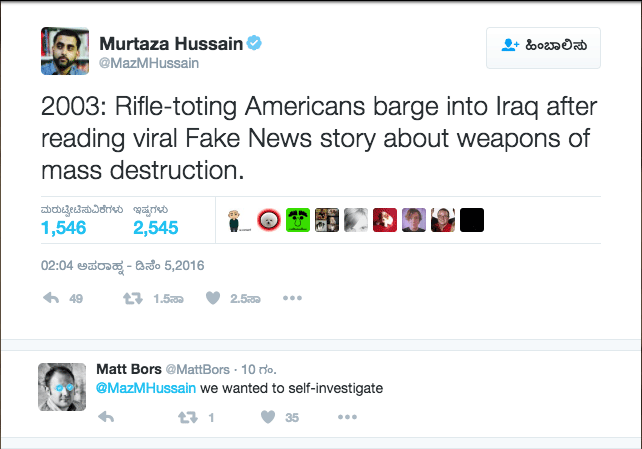 Murtaza Hussain
@MazMHussain
ಹಿಂಬಾಲಿಸು
2003: Rifle-toting Americans barge into Iraq after
reading viral Fake News story about weapons of
mass destruction.
ಮರುಟ್ವೀಟಿಸುವಿಕೆಗಳು ಇಷ್ಟಗಳು
1,546 2,545
02:04 ಅಪರಾಹ್ನ - ಡಿಸೆಂ 5,2016
49 1.5ಸಾ 2.5ಸಾ
Matt Bors @MattBors · 10 ಗಂ.
@MazMHussain we wanted to self-investigate
1 35